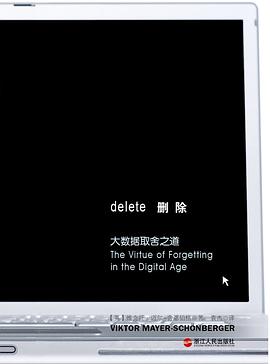 delete 删除
大数据取舍之道
The Virtue of Forgetting
in the Digital Age
VIKTOR MAYER-SCHÖNBERGER
浙江人民出版社